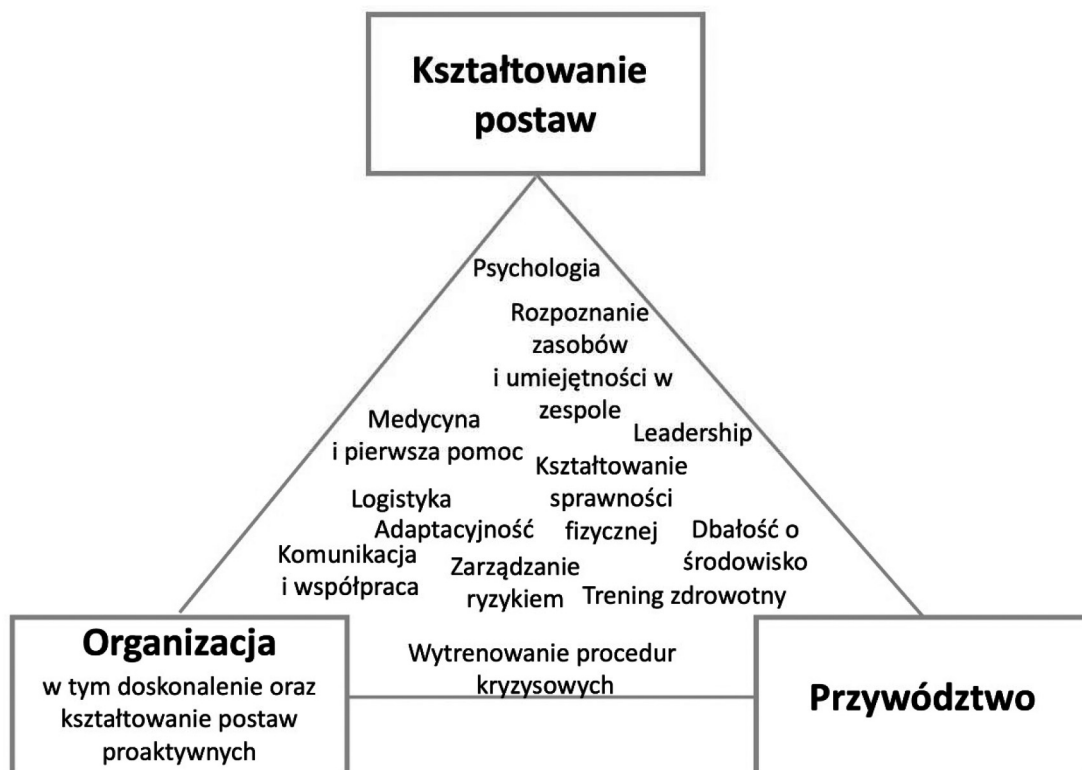 Kształtowanie
postaw
Psychologia
Rozpoznanie
zasobów
i umiejętności w
zespole
Medycyna
i pierwsza pomoc
Leadership
Kształtowanie
sprawności
fizycznej
Logistyka
Adaptacyjność
Dbałość o
środowisko
Komunikacja
i współpraca
Zarządzanie
ryzykiem
Trening zdrowotny
Wytrenowanie procedur
kryzysowych
Organizacja
w tym doskonalenie oraz
kształtowanie postaw
proaktywnych
Przywództwo